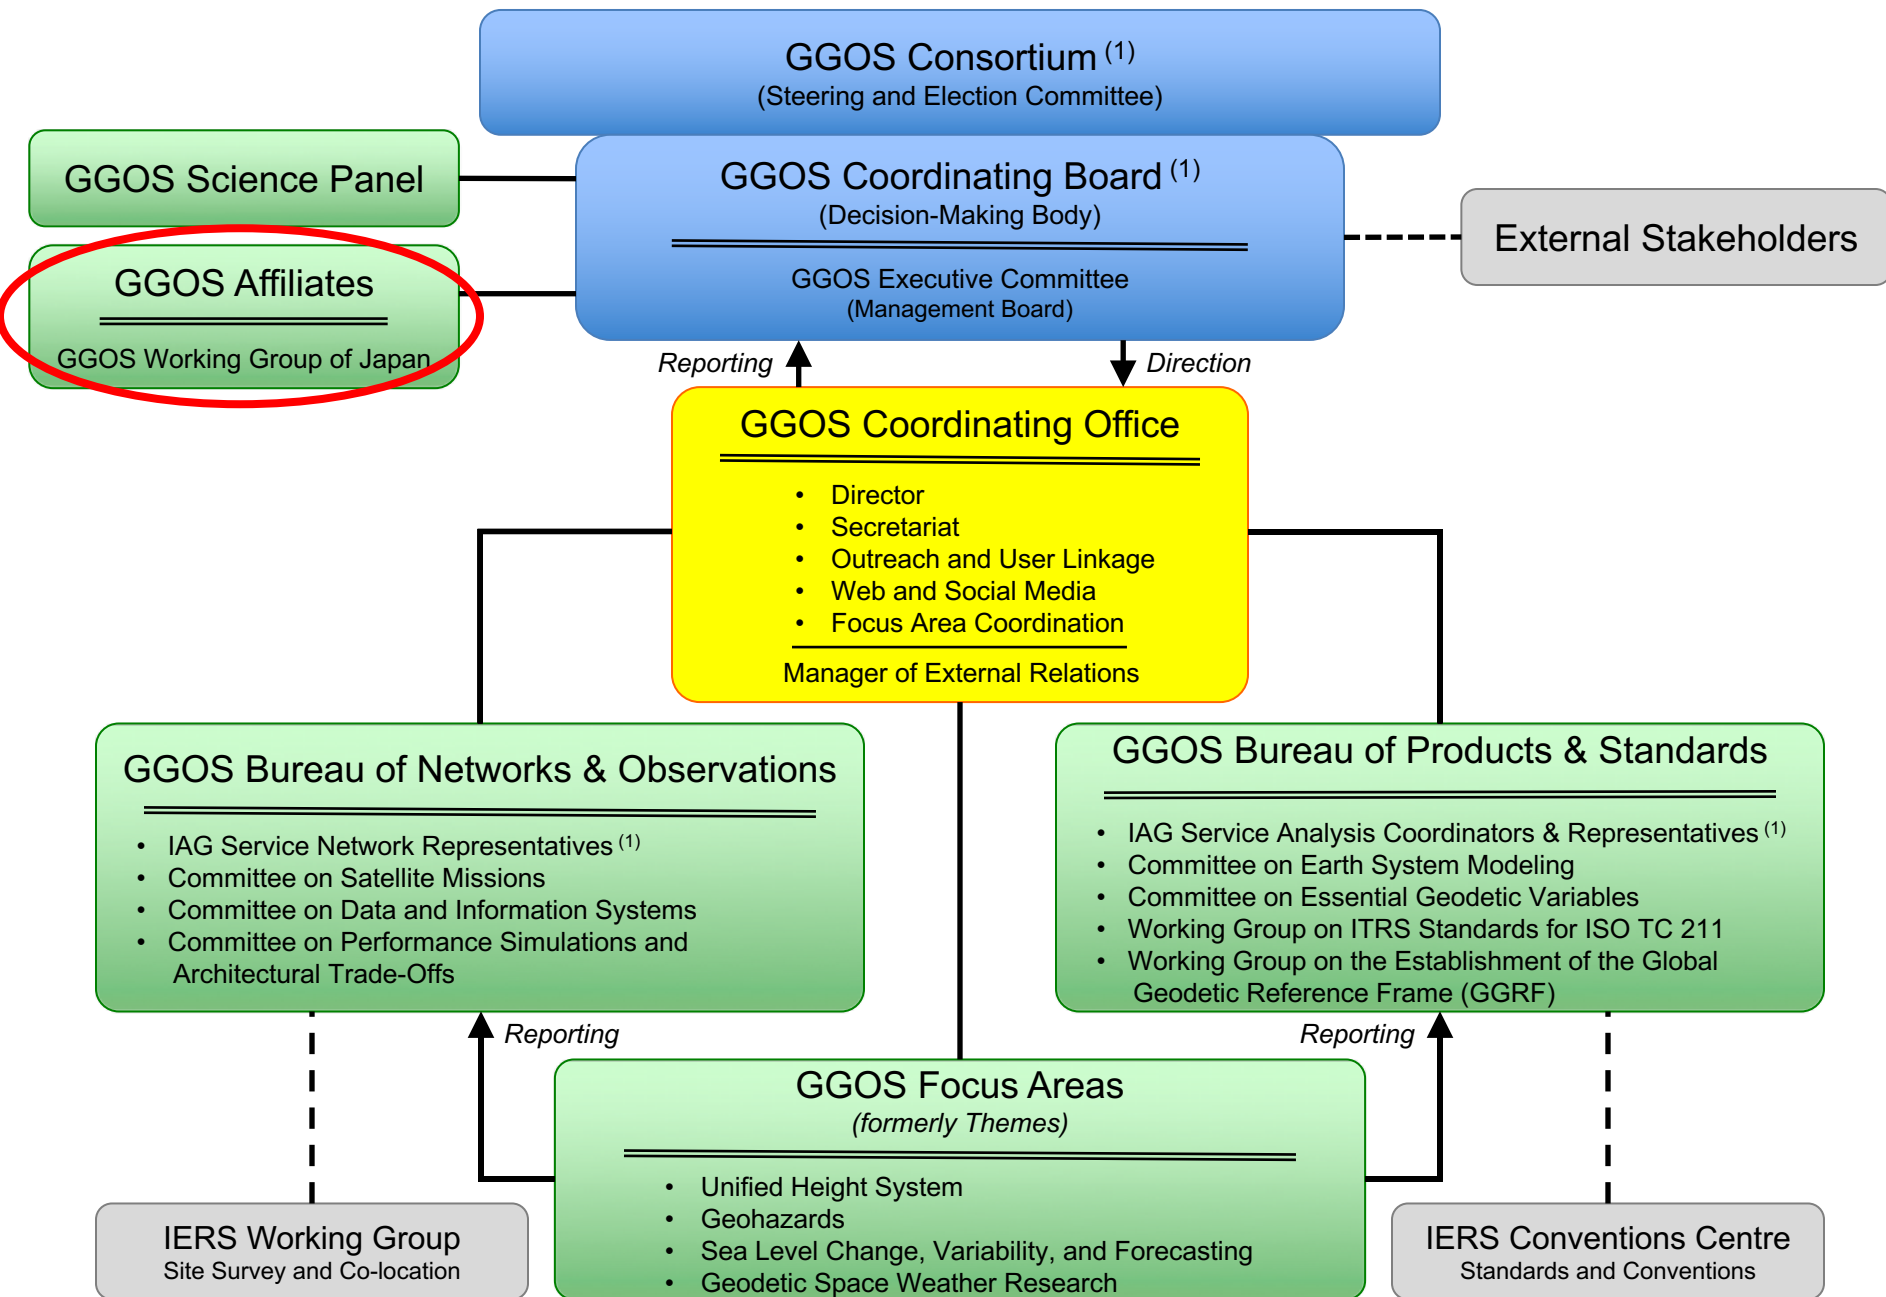 GGOS Consortium (1)
(Steering and Election Committee)
GGOS Science Panel
GGOS Coordinating Board (1)
(Decision-Making Body)
GGOS Executive Committee
(Management Board)
External Stakeholders
GGOS Affiliates
GGOS Working Group of Japan
Reporting
Direction
GGOS Coordinating Office
• Director
• Secretariat
• Outreach and User Linkage
• Web and Social Media
• Focus Area Coordination
Manager of External Relations
GGOS Bureau of Networks & Observations
• IAG Service Network Representatives (1)
• Committee on Satellite Missions
• Committee on Data and Information Systems
• Committee on Performance Simulations and
Architectural Trade-Offs
GGOS Bureau of Products & Standards
• IAG Service Analysis Coordinators & Representatives (1)
• Committee on Earth System Modeling
• Committee on Essential Geodetic Variables
• Working Group on ITRS Standards for ISO TC 211
• Working Group on the Establishment of the Global
Geodetic Reference Frame (GGRF)
Reporting
Reporting
GGOS Focus Areas
(formerly Themes)
• Unified Height System
• Geohazards
• Sea Level Change, Variability, and Forecasting
• Geodetic Space Weather Research
IERS Working Group
Site Survey and Co-location
IERS Conventions Centre
Standards and Conventions